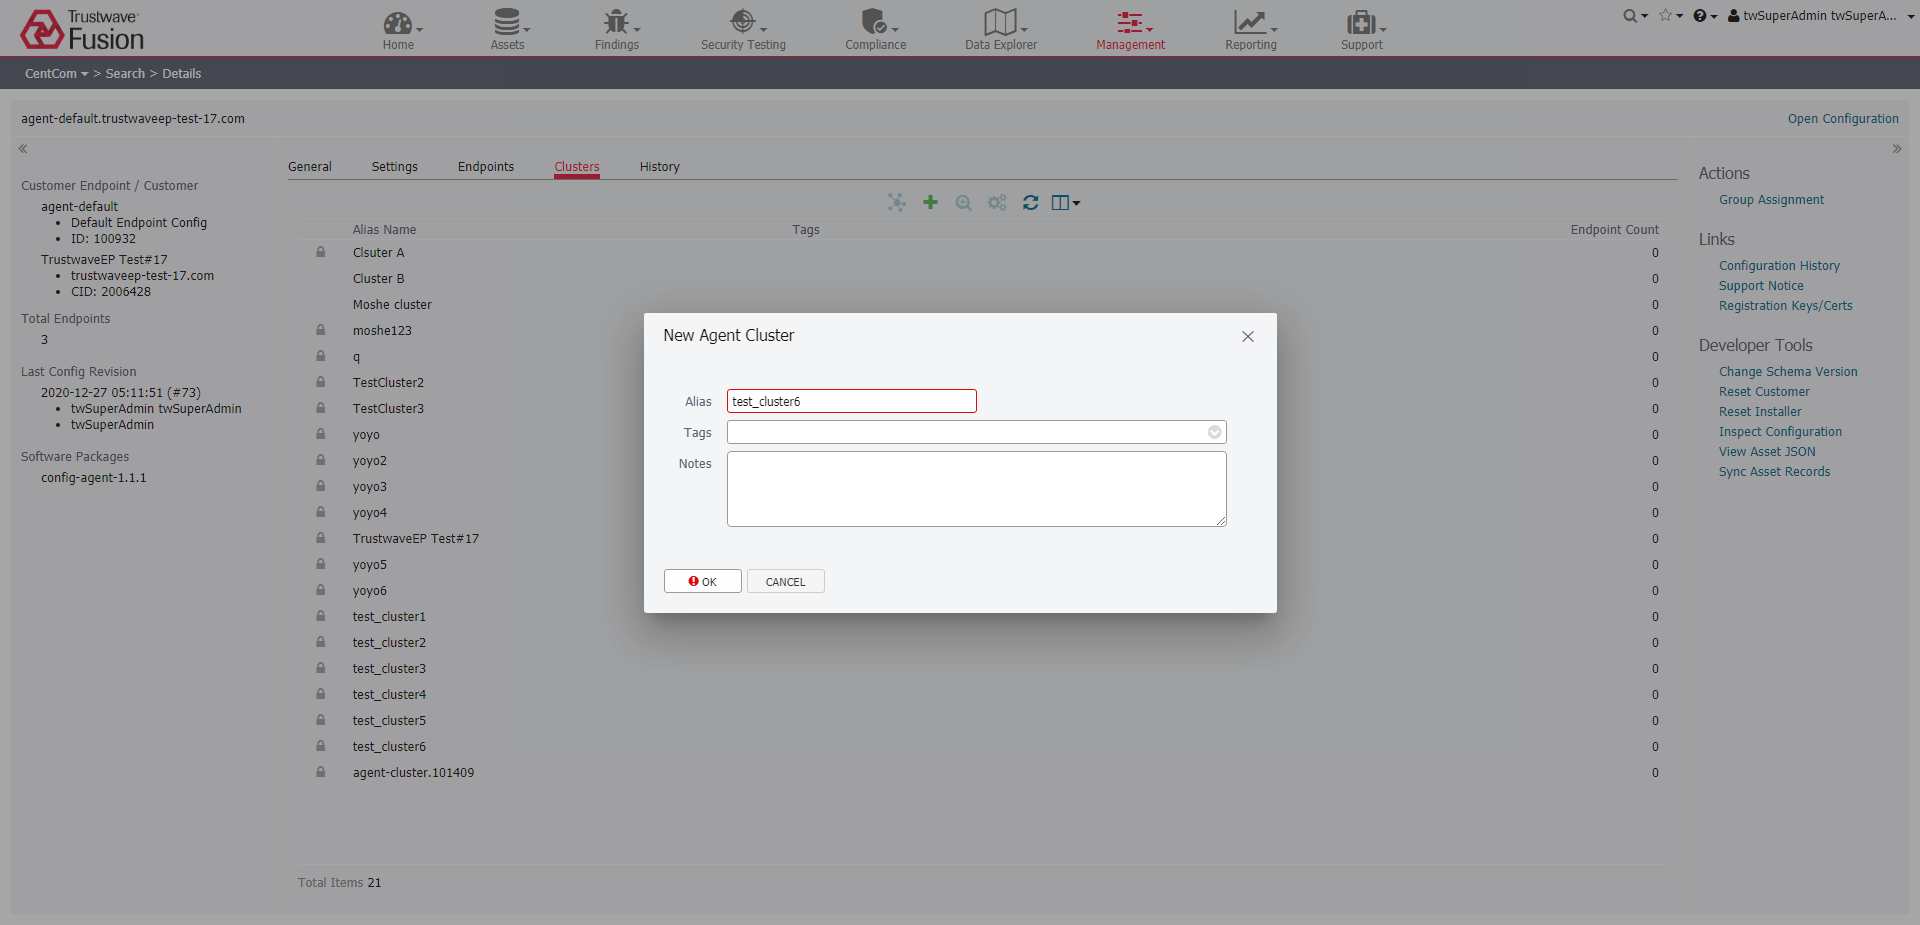 Trustwave®
Fusion
Home
Assets
Findings
Security Testing
Compliance
Data Explorer
Management
Reporting
Support
twSuperAdmin twSuperA...
CentCom > Search > Details
agent-default.trustwaveep-test-17.com
Open Configuration
Customer Endpoint / Customer
agent-default
• Default Endpoint Config
• ID: 100932
TrustwaveEP Test#17
• trustwaveep-test-17.com
• CID: 2006428
Total Endpoints
3
Last Config Revision
2020-12-27 05:11:51 (#73)
• twSuperAdmin twSuperAdmin
• twSuperAdmin
Software Packages
config-agent-1.1.1
General Settings Endpoints Clusters History
Alias Name Tags Endpoint Count
Clsuter A 0
Cluster B 0
Moshe cluster 0
moshe123 0
q 0
TestCluster2 0
TestCluster3 0
yoyo 0
yoyo2 0
yoyo3 0
yoyo4 0
TrustwaveEP Test#17 0
yoyo5 0
yoyo6 0
test_cluster1 0
test_cluster2 0
test_cluster3 0
test_cluster4 0
test_cluster5 0
test_cluster6 0
agent-cluster.101409 0
Total Items 21
New Agent Cluster
Alias test_cluster6
Tags
Notes
OK CANCEL
Actions
Group Assignment
Links
Configuration History
Support Notice
Registration Keys/Certs
Developer Tools
Change Schema Version
Reset Customer
Reset Installer
Inspect Configuration
View Asset JSON
Sync Asset Records